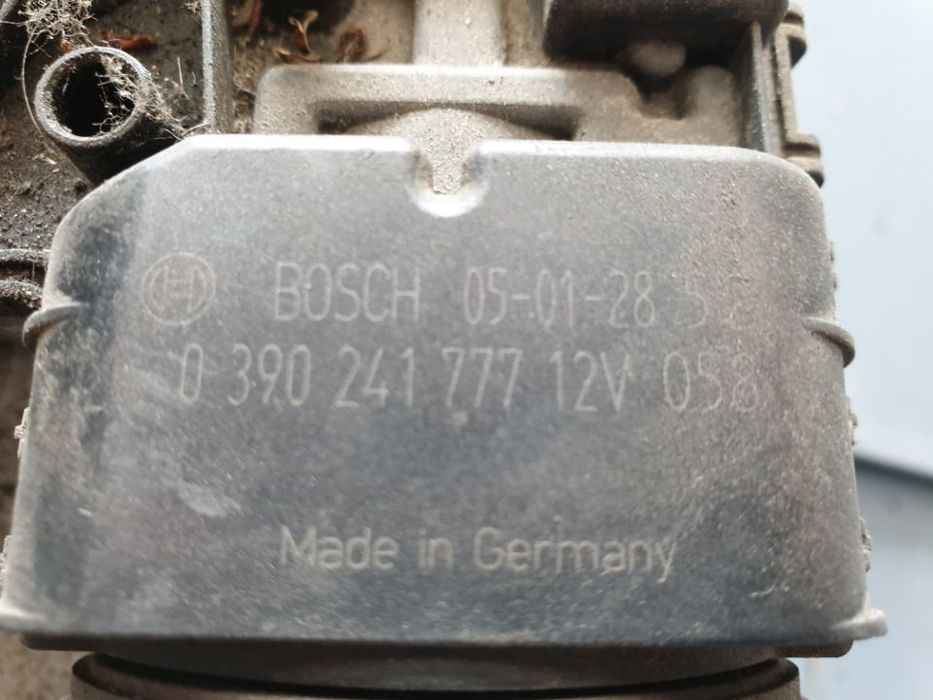 BOSCH 05-01-28
0 390 241 777 12V 058
Made in Germany